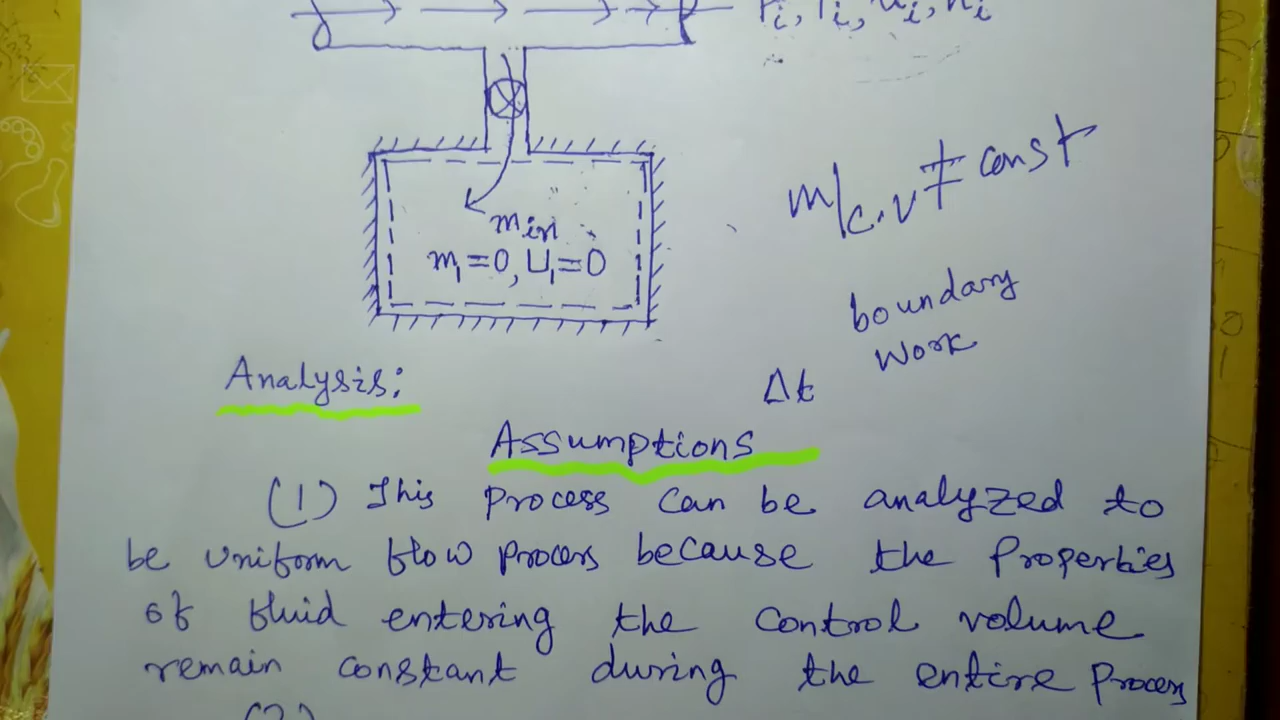 Pi, Ti, ui, hi
min
m1=0, U1=0
m/c.v ≠ const
boundary
work
Analysis:
Δt
Assumptions
(1) This process can be analyzed to
be uniform flow process because the properties
of fluid entering the control volume
remain constant during the entire process
(2)